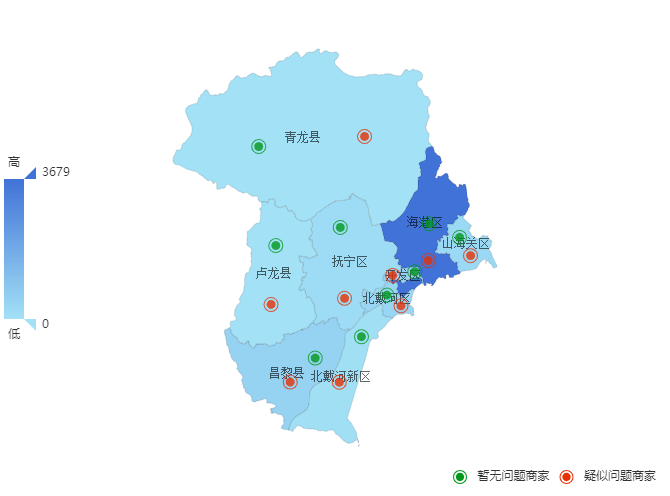 高
3679
0
低
青龙县
海港区
山海关区
抚宁区
卢龙县
开发区
北戴河区
昌黎县
北戴河新区
暂无问题商家
疑似问题商家